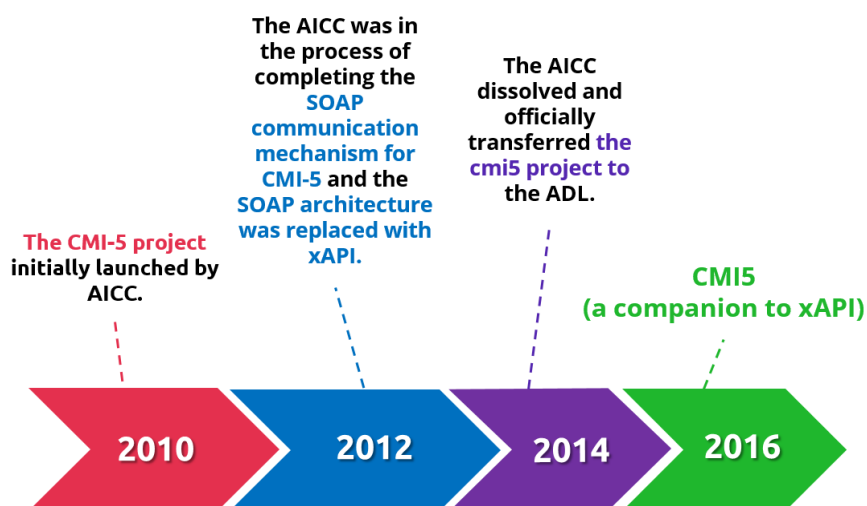 The CMI-5 project
initially launched by
AICC.
The AICC was in
the process of
completing the
SOAP
communication
mechanism for
CMI-5 and the
SOAP architecture
was replaced with
xAPI.
The AICC
dissolved and
officially
transferred the
cmi5 project to
the ADL.
CMI5
(a companion to xAPI)
2010
2012
2014
2016